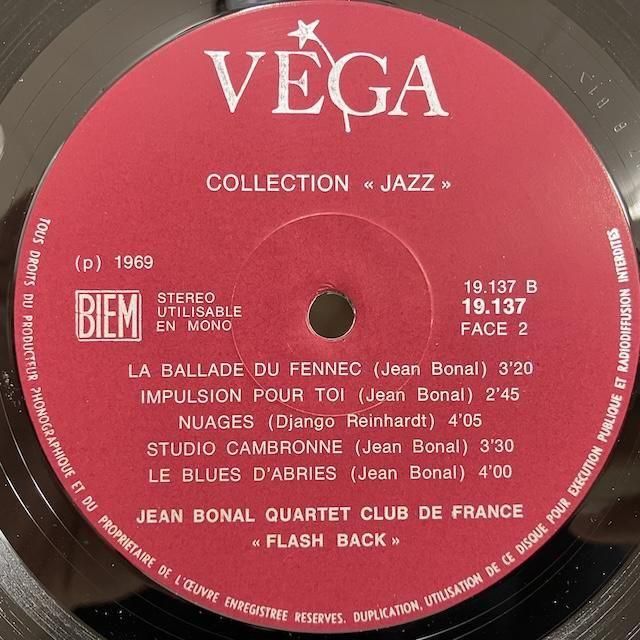 VEGA
COLLECTION « JAZZ »
(p) 1969
BIEM
STEREO
UTILISABLE
EN MONO
19.137 B
19.137
FACE 2
LA BALLADE DU FENNEC (Jean Bonal) 3'20
IMPULSION POUR TOI (Jean Bonal) 2'45
NUAGES (Django Reinhardt) 4'05
STUDIO CAMBRONNE (Jean Bonal) 3'30
LE BLUES D'ABRIES (Jean Bonal) 4'00
JEAN BONAL QUARTET CLUB DE FRANCE
« FLASH BACK »
TOUS DROITS DU PRODUCTEUR PHONOGRAPHIQUE ET DU PROPRIETAIRE DE L'ŒUVRE ENREGISTREE RESERVES. DUPLICATION, UTILISATION DE CE DISQUE POUR EXECUTION PUBLIQUE ET RADIODIFFUSION INTERDITES